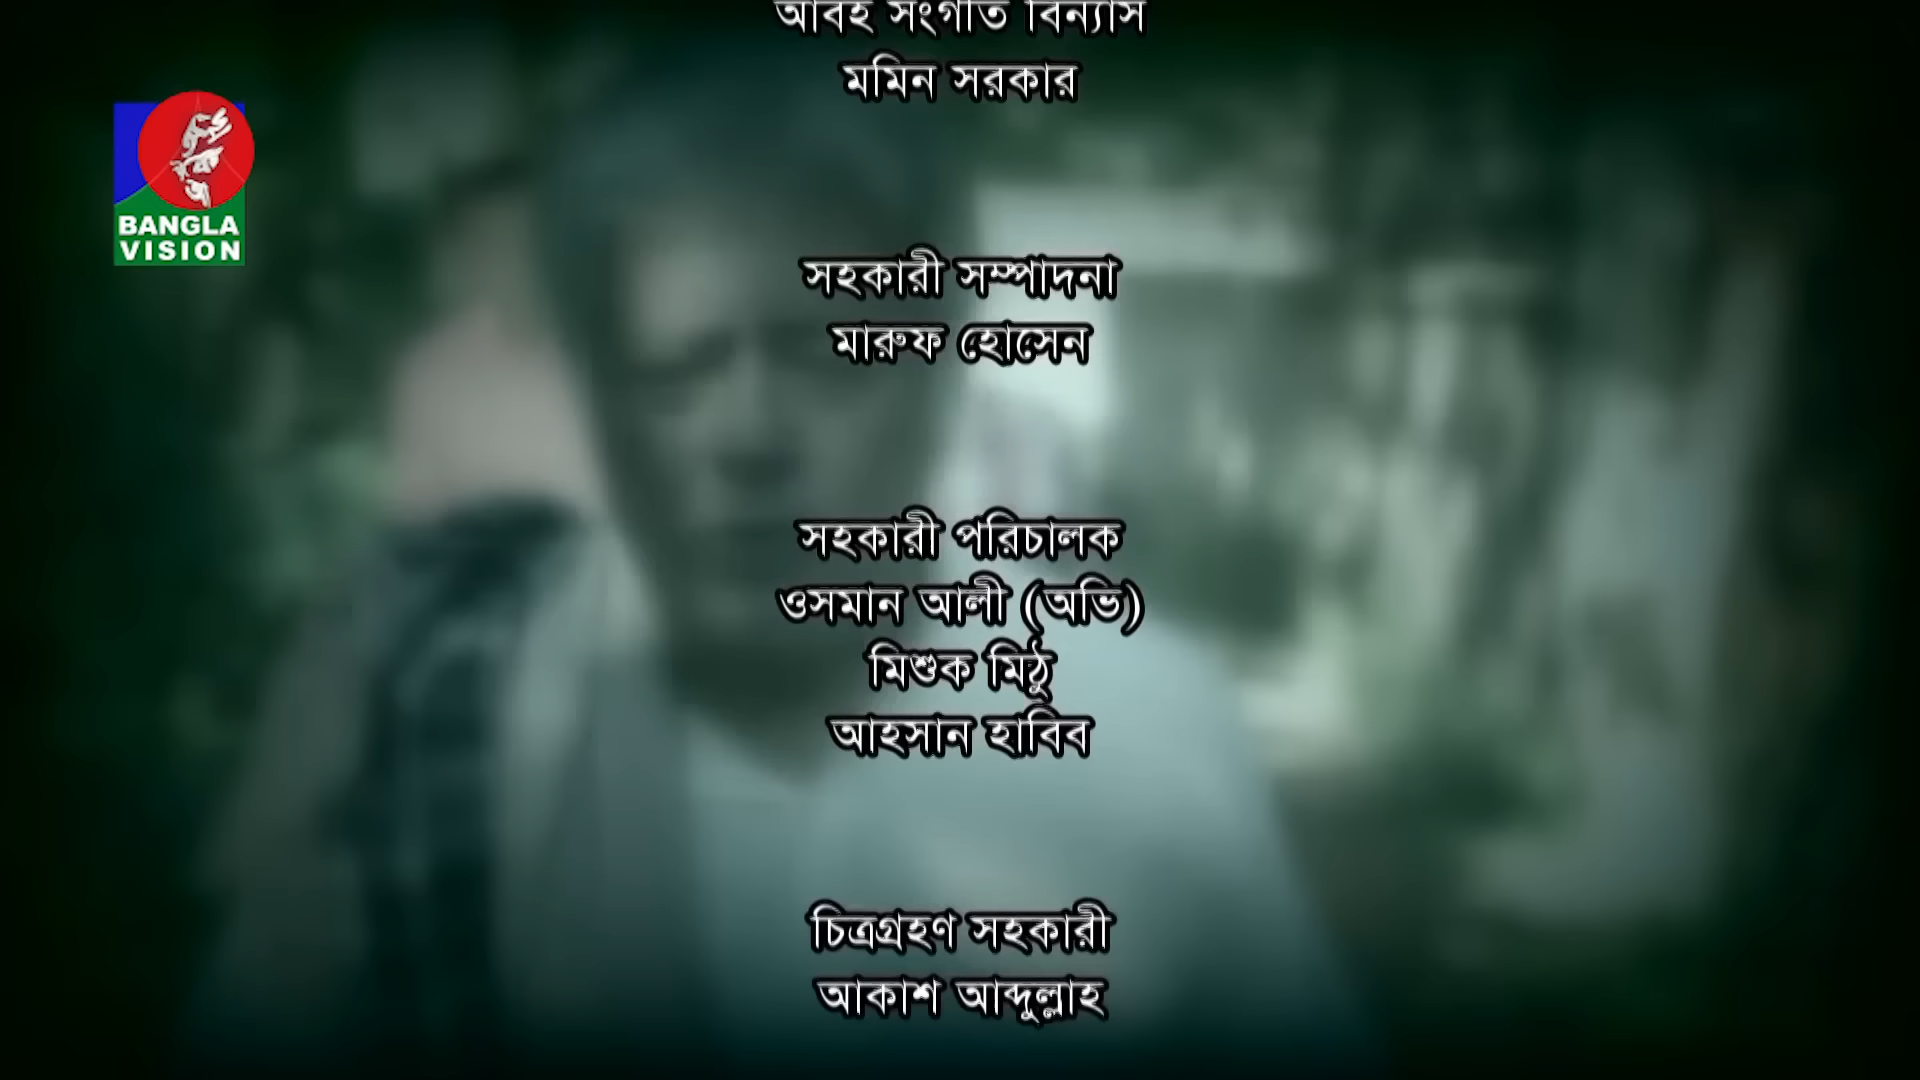 আবহ সংগীত বিন্যাস
মমিন সরকার
BANGLA
VISION
সহকারী সম্পাদনা
মারুফ হোসেন
সহকারী পরিচালক
ওসমান আলী (অভি)
মিশুক মিঠু
আহসান হাবিব
চিত্রগ্রহণ সহকারী
আকাশ আব্দুল্লাহ